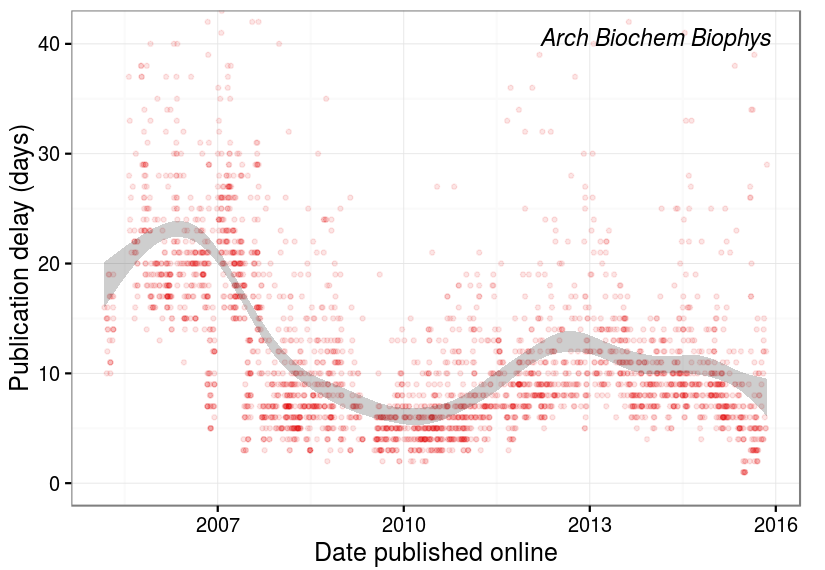 Arch Biochem Biophys
Publication delay (days)
40
30
20
10
0
2007 2010 2013 2016
Date published online